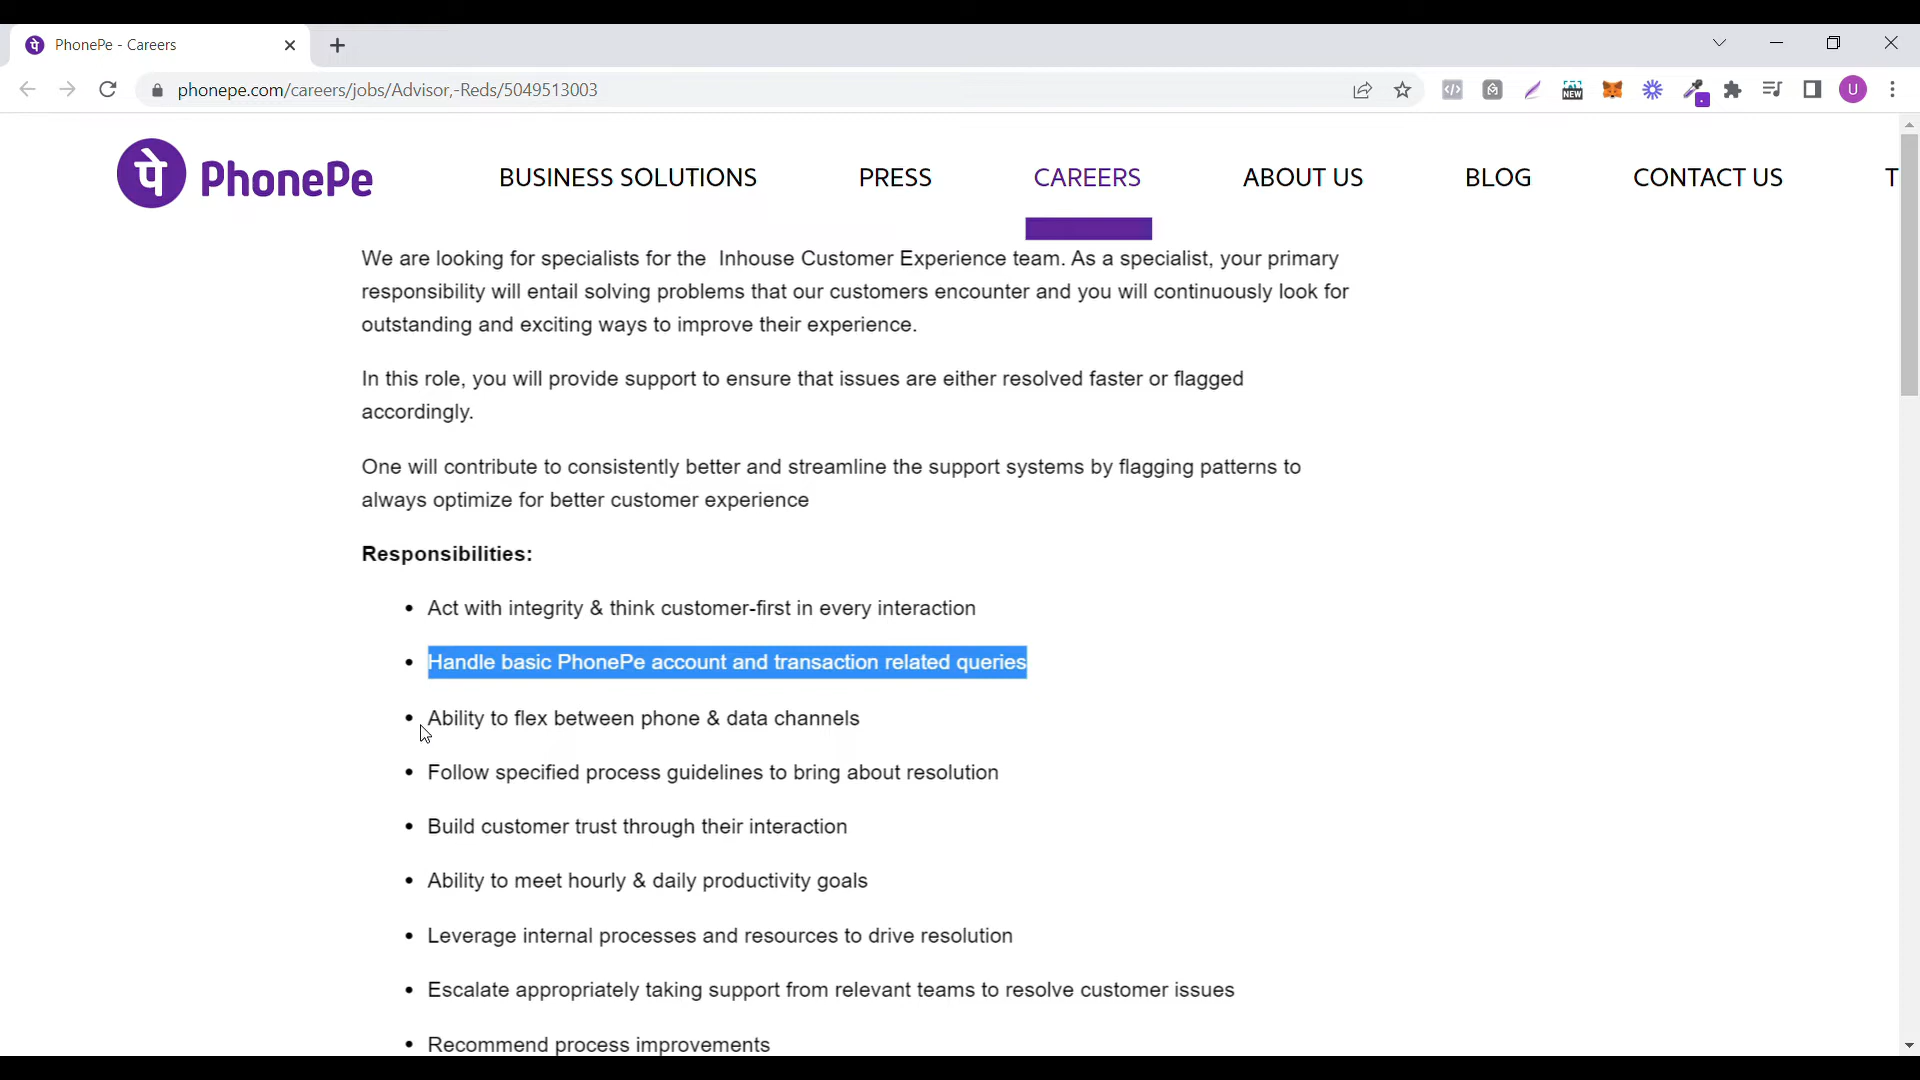 PhonePe - Careers
phonepe.com/careers/jobs/Advisor,-Reds/5049513003
NEW
U
पे PhonePe
BUSINESS SOLUTIONS
PRESS
CAREERS
ABOUT US
BLOG
CONTACT US
T
We are looking for specialists for the Inhouse Customer Experience team. As a specialist, your primary
responsibility will entail solving problems that our customers encounter and you will continuously look for
outstanding and exciting ways to improve their experience.
In this role, you will provide support to ensure that issues are either resolved faster or flagged
accordingly.
One will contribute to consistently better and streamline the support systems by flagging patterns to
always optimize for better customer experience
Responsibilities:
• Act with integrity & think customer-first in every interaction
• Handle basic PhonePe account and transaction related queries
• Ability to flex between phone & data channels
• Follow specified process guidelines to bring about resolution
• Build customer trust through their interaction
• Ability to meet hourly & daily productivity goals
• Leverage internal processes and resources to drive resolution
• Escalate appropriately taking support from relevant teams to resolve customer issues
• Recommend process improvements